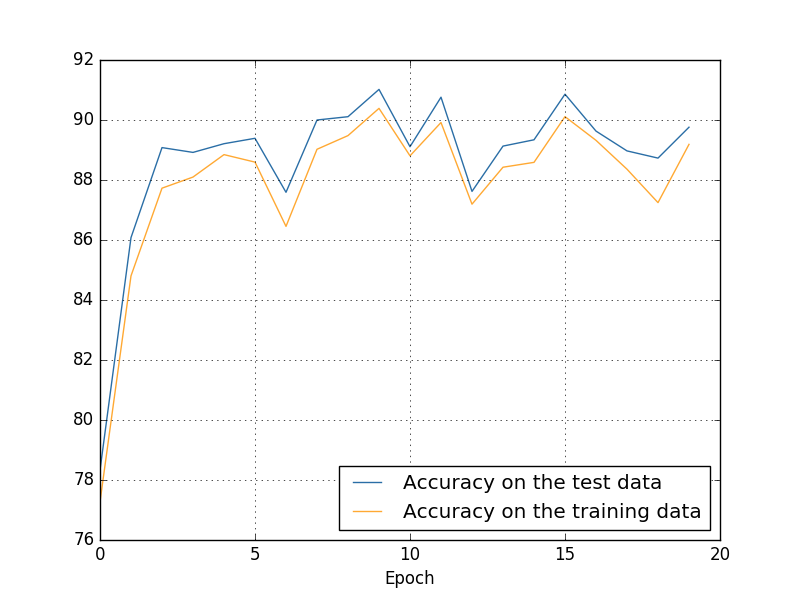 92
90
88
86
84
82
80
78
76
Accuracy on the test data
Accuracy on the training data
0 5 10 15 20
Epoch